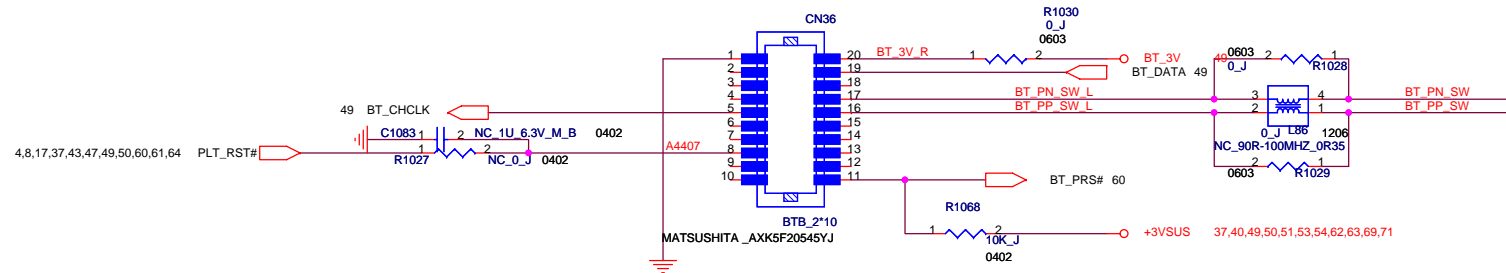 CN36
R1030
0_J
0603
1 20 BT_3V_R 1 2 BT_3V 49
2 19 BT_DATA 49
3 18
4 17 BT_PN_SW_L
5 16 BT_PP_SW_L
6 15
7 14
8 13
9 12
10 11
0603 2 1
0_J R1028
3 4 BT_PN_SW
2 1 BT_PP_SW
L86
0_J 1206
NC_90R-100MHZ_0R35
2 1
0603 R1029
49 BT_CHCLK
C1083 1 2 NC_1U_6.3V_M_B 0402
4,8,17,37,43,47,49,50,60,61,64 PLT_RST# 1 2 A4407
R1027 NC_0_J 0402
BT_PRS# 60
R1068
1 2 +3VSUS 37,40,49,50,51,53,54,62,63,69,71
10K_J
0402
BTB_2*10
MATSUSHITA _AXK5F20545YJ